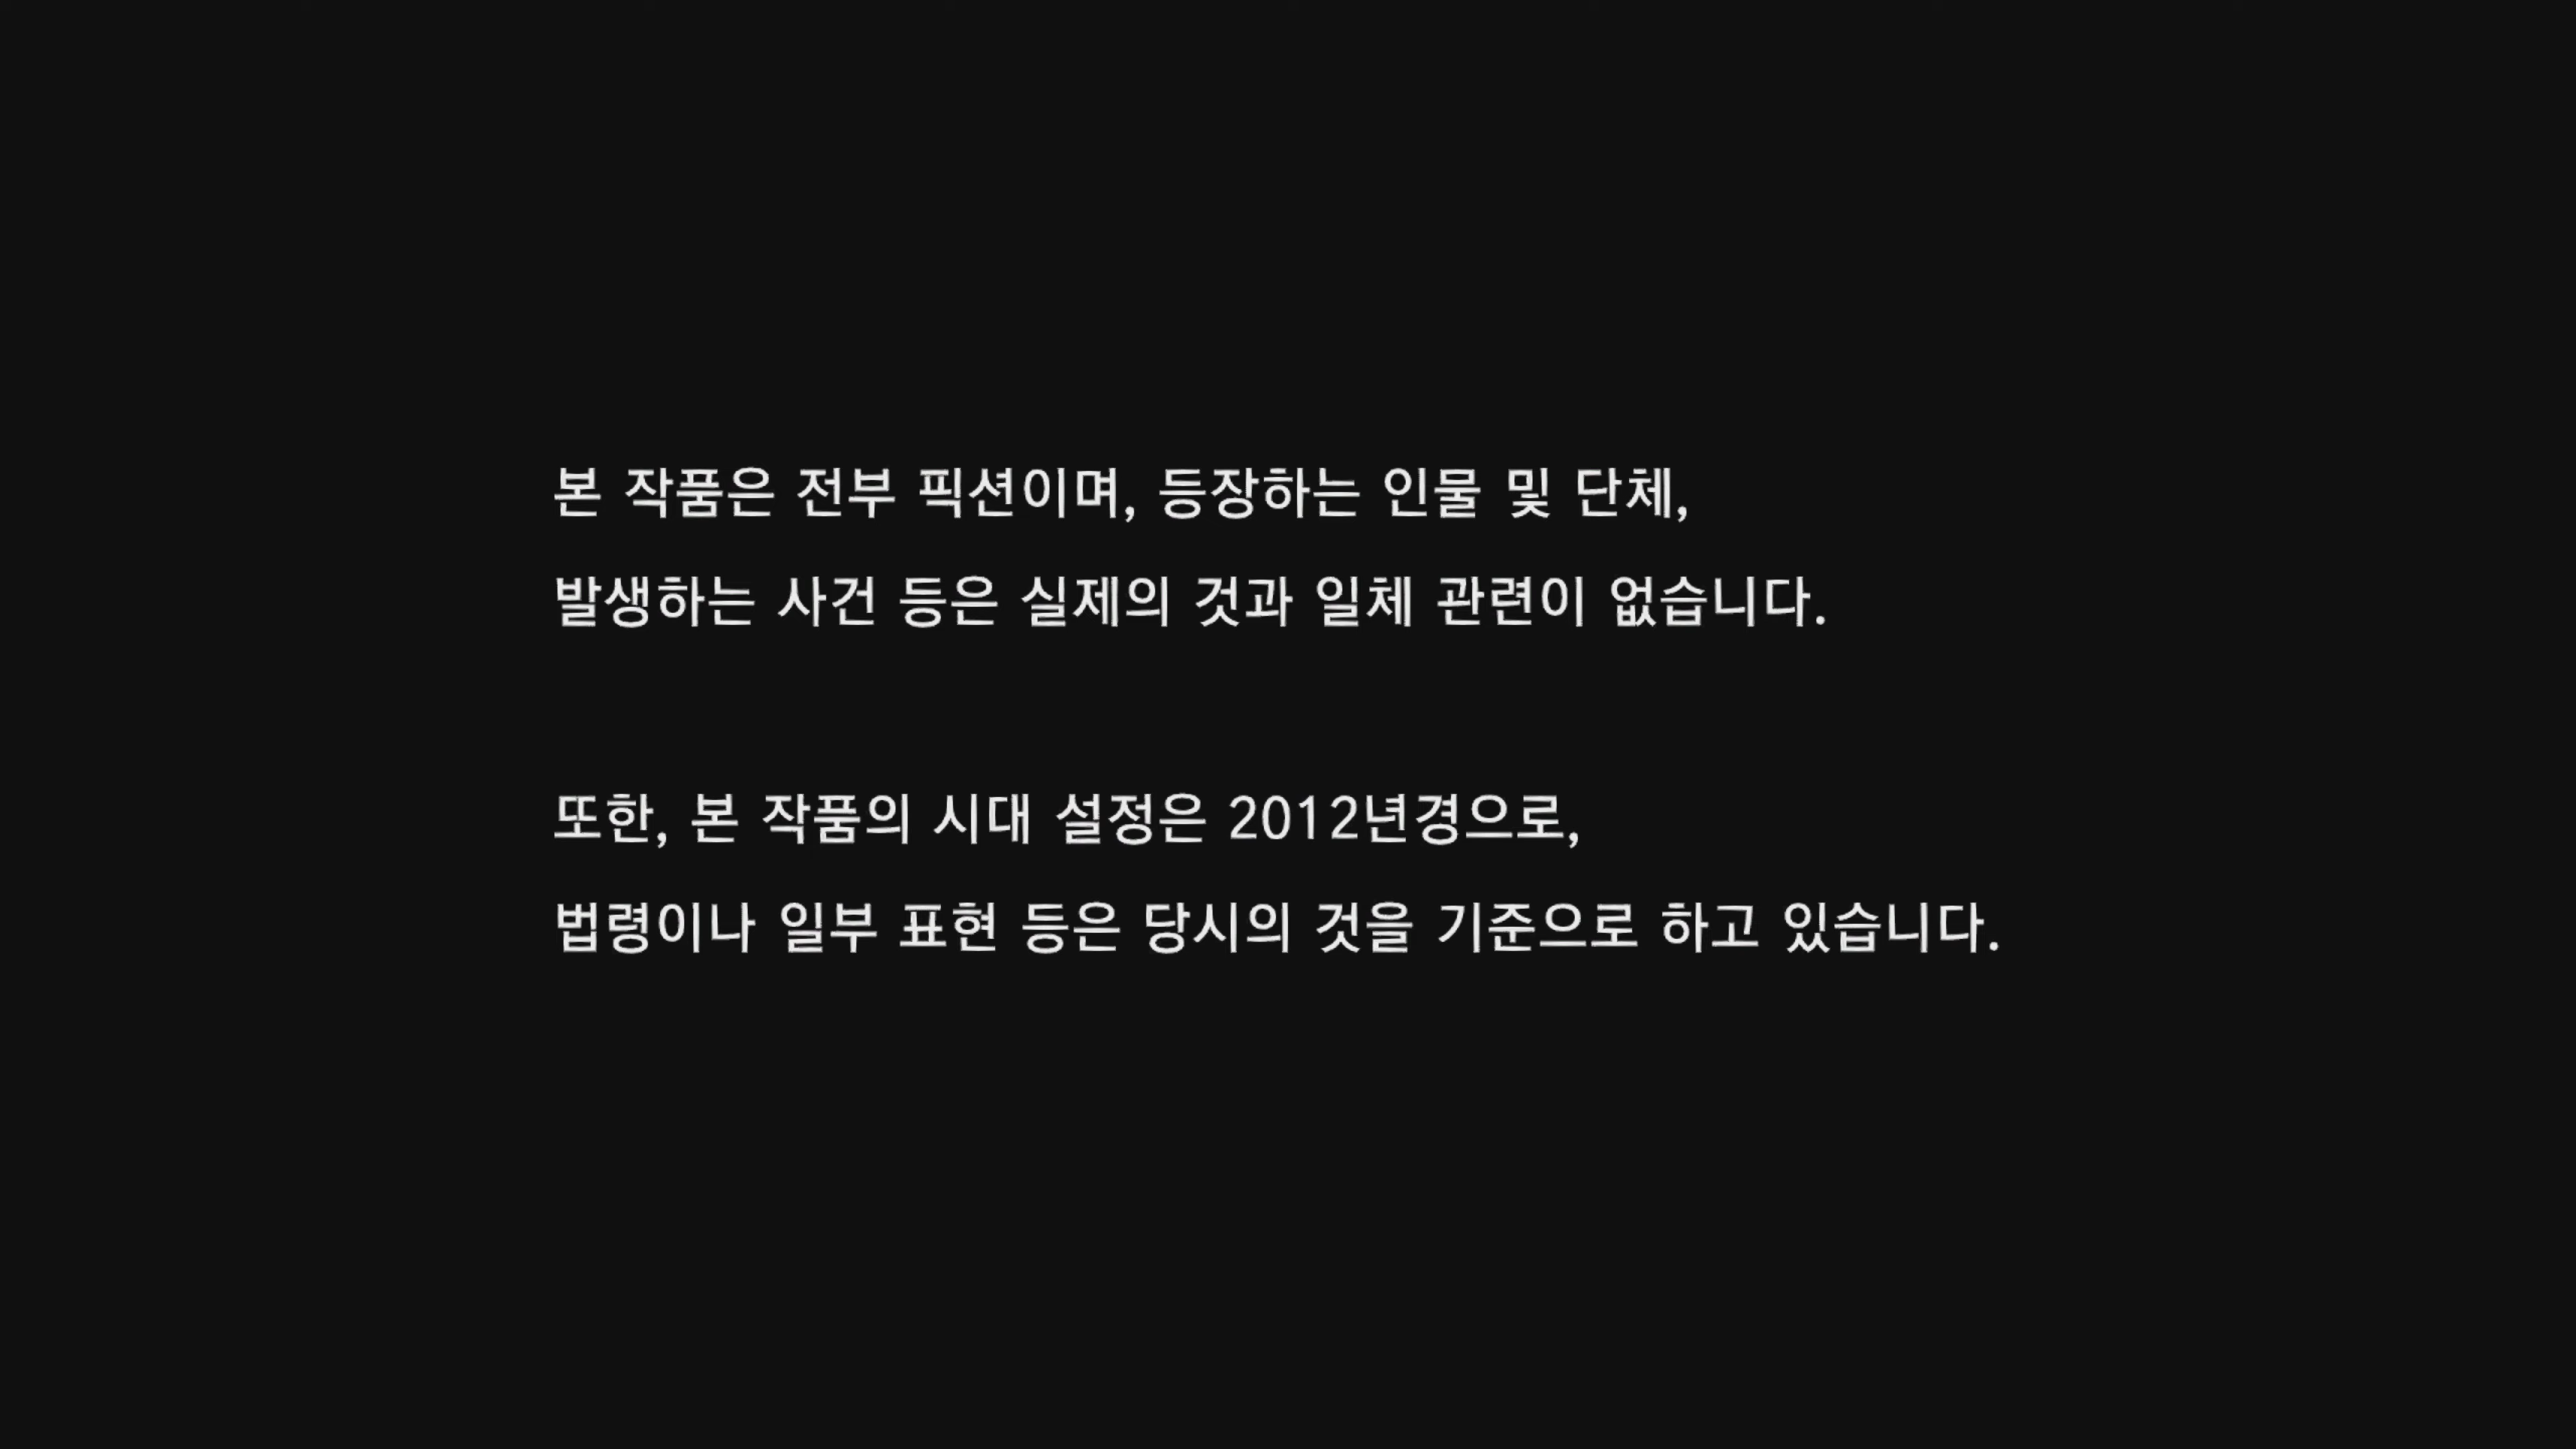 본 작품은 전부 픽션이며, 등장하는 인물 및 단체,
발생하는 사건 등은 실제의 것과 일체 관련이 없습니다.
또한, 본 작품의 시대 설정은 2012년경으로,
법령이나 일부 표현 등은 당시의 것을 기준으로 하고 있습니다.